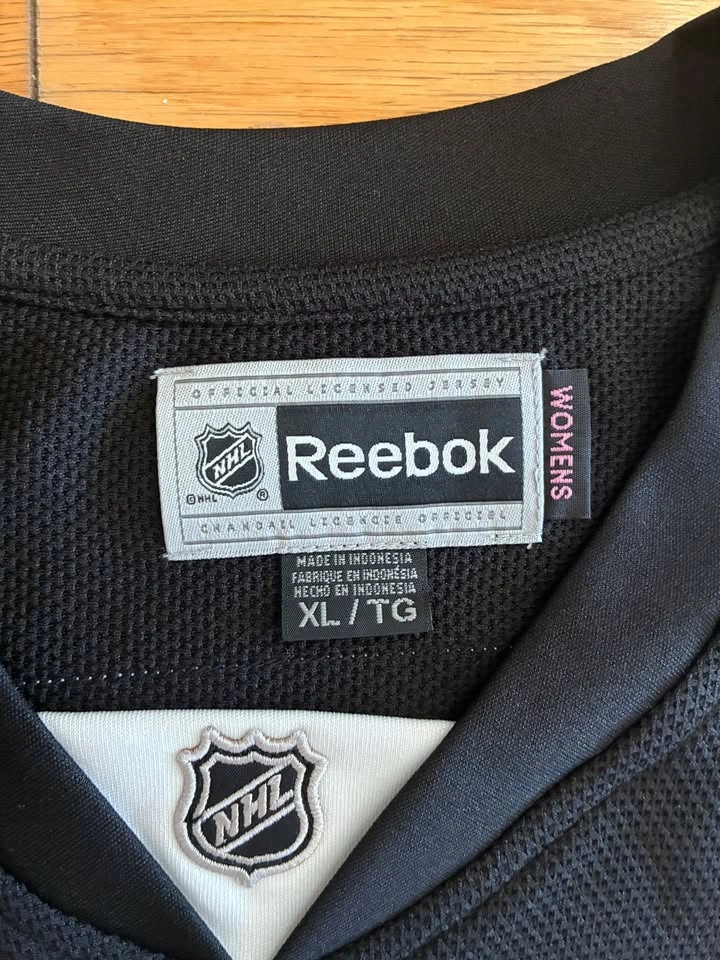 OFFICIAL LICENSED JERSEY
NHL
Reebok
©NHL ®
CHANDAIL LICENCIÉ OFFICIEL
WOMENS
MADE IN INDONESIA
FABRIQUE EN INDONÉSIA
HECHO EN INDONESIA
XL / TG
NHL